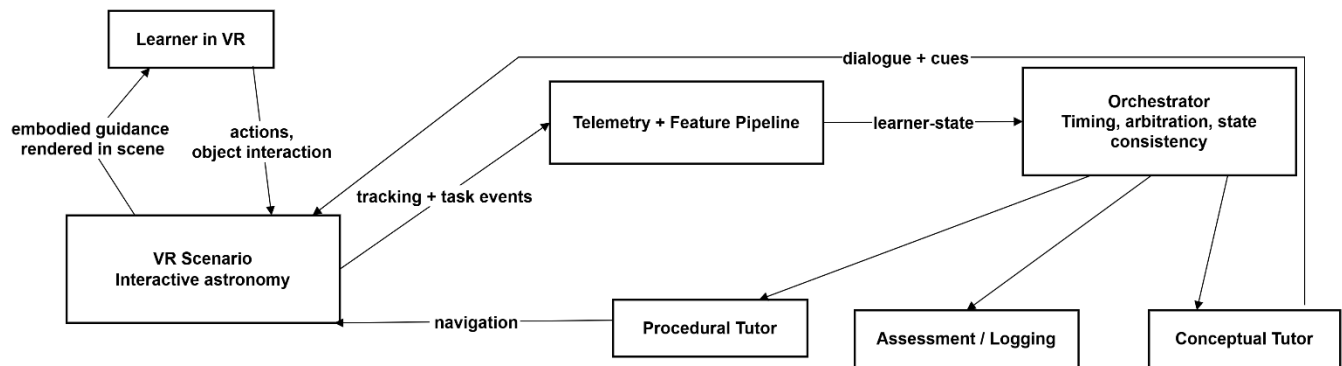 Learner in VR
dialogue + cues
embodied guidance
rendered in scene
actions,
object interaction
Telemetry + Feature Pipeline
learner-state
Orchestrator
Timing, arbitration, state
consistency
tracking + task events
VR Scenario
Interactive astronomy
navigation
Procedural Tutor
Assessment / Logging
Conceptual Tutor